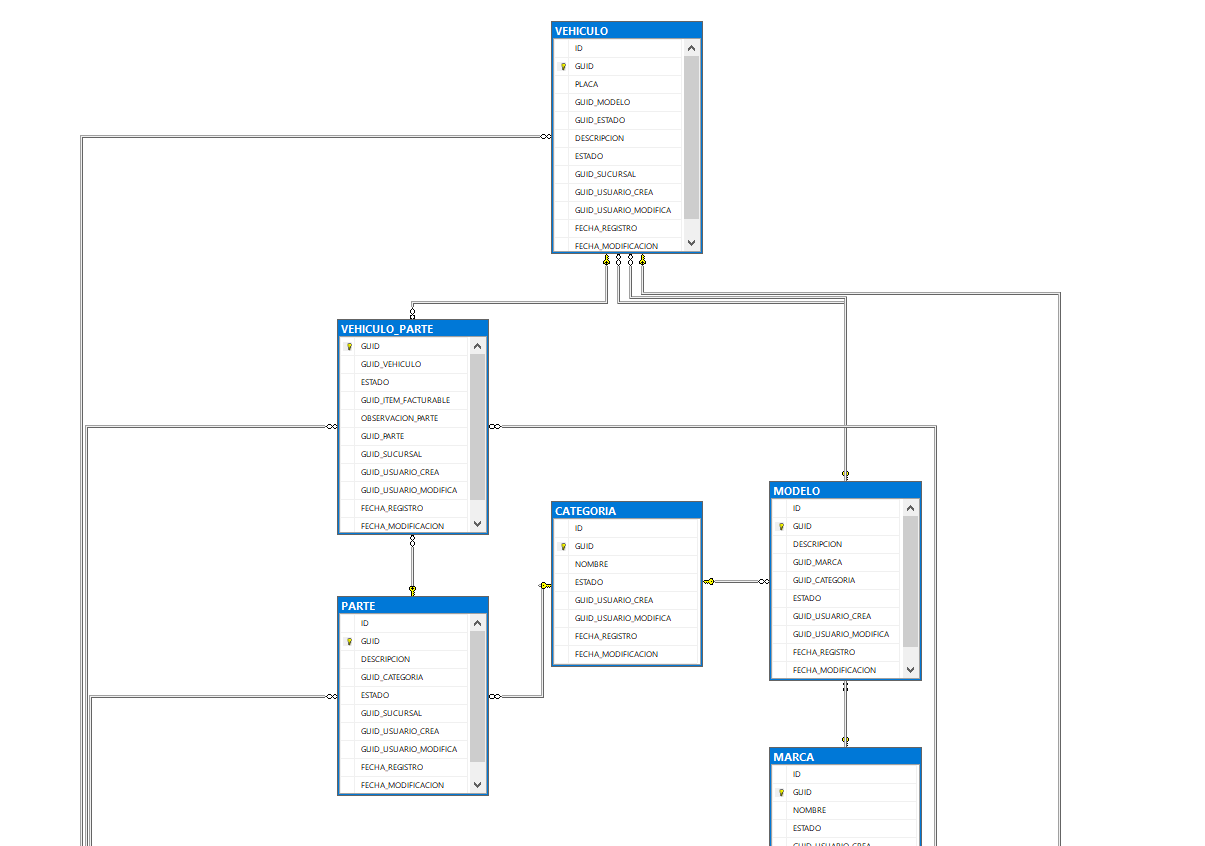 VEHICULO
ID
GUID
PLACA
GUID_MODELO
GUID_ESTADO
DESCRIPCION
ESTADO
GUID_SUCURSAL
GUID_USUARIO_CREA
GUID_USUARIO_MODIFICA
FECHA_REGISTRO
FECHA_MODIFICACION
VEHICULO_PARTE
GUID
GUID_VEHICULO
ESTADO
GUID_ITEM_FACTURABLE
OBSERVACION_PARTE
GUID_PARTE
GUID_SUCURSAL
GUID_USUARIO_CREA
GUID_USUARIO_MODIFICA
FECHA_REGISTRO
FECHA_MODIFICACION
CATEGORIA
ID
GUID
NOMBRE
ESTADO
GUID_USUARIO_CREA
GUID_USUARIO_MODIFICA
FECHA_REGISTRO
FECHA_MODIFICACION
MODELO
ID
GUID
DESCRIPCION
GUID_MARCA
GUID_CATEGORIA
ESTADO
GUID_USUARIO_CREA
GUID_USUARIO_MODIFICA
FECHA_REGISTRO
FECHA_MODIFICACION
PARTE
ID
GUID
DESCRIPCION
GUID_CATEGORIA
ESTADO
GUID_SUCURSAL
GUID_USUARIO_CREA
GUID_USUARIO_MODIFICA
FECHA_REGISTRO
FECHA_MODIFICACION
MARCA
ID
GUID
NOMBRE
ESTADO
GUID_USUARIO_CREA